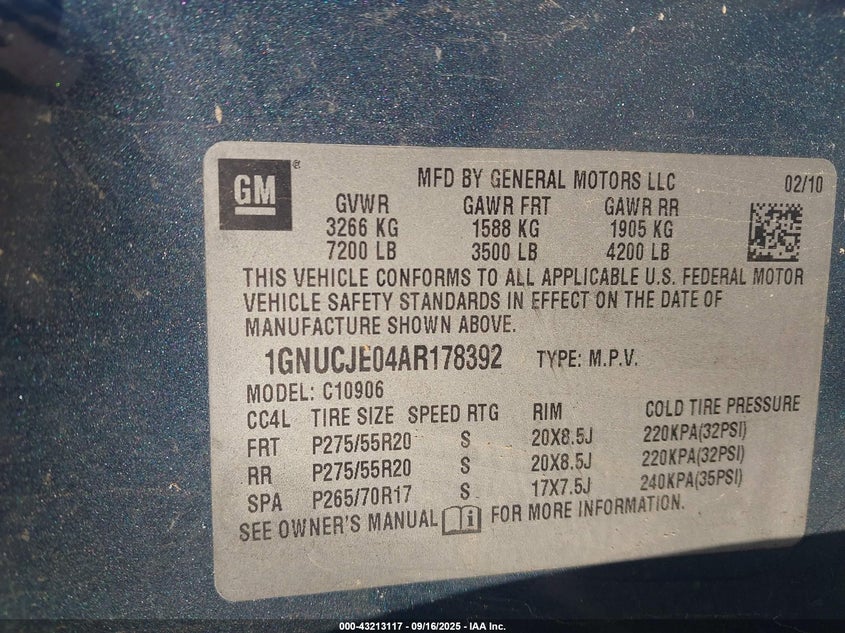 GM®
MFD BY GENERAL MOTORS LLC 02/10
GVWR GAWR FRT GAWR RR
3266 KG 1588 KG 1905 KG
7200 LB 3500 LB 4200 LB
THIS VEHICLE CONFORMS TO ALL APPLICABLE U.S. FEDERAL MOTOR
VEHICLE SAFETY STANDARDS IN EFFECT ON THE DATE OF
MANUFACTURE SHOWN ABOVE.
1GNUCJE04AR178392 TYPE: M.P.V.
MODEL: C10906
CC4L TIRE SIZE SPEED RTG RIM COLD TIRE PRESSURE
FRT P275/55R20 S 20X8.5J 220KPA(32PSI)
RR P275/55R20 S 20X8.5J 220KPA(32PSI)
SPA P265/70R17 S 17X7.5J 240KPA(35PSI)
SEE OWNER'S MANUAL i FOR MORE INFORMATION.
000-43213117 - 09/16/2025 - IAA Inc.